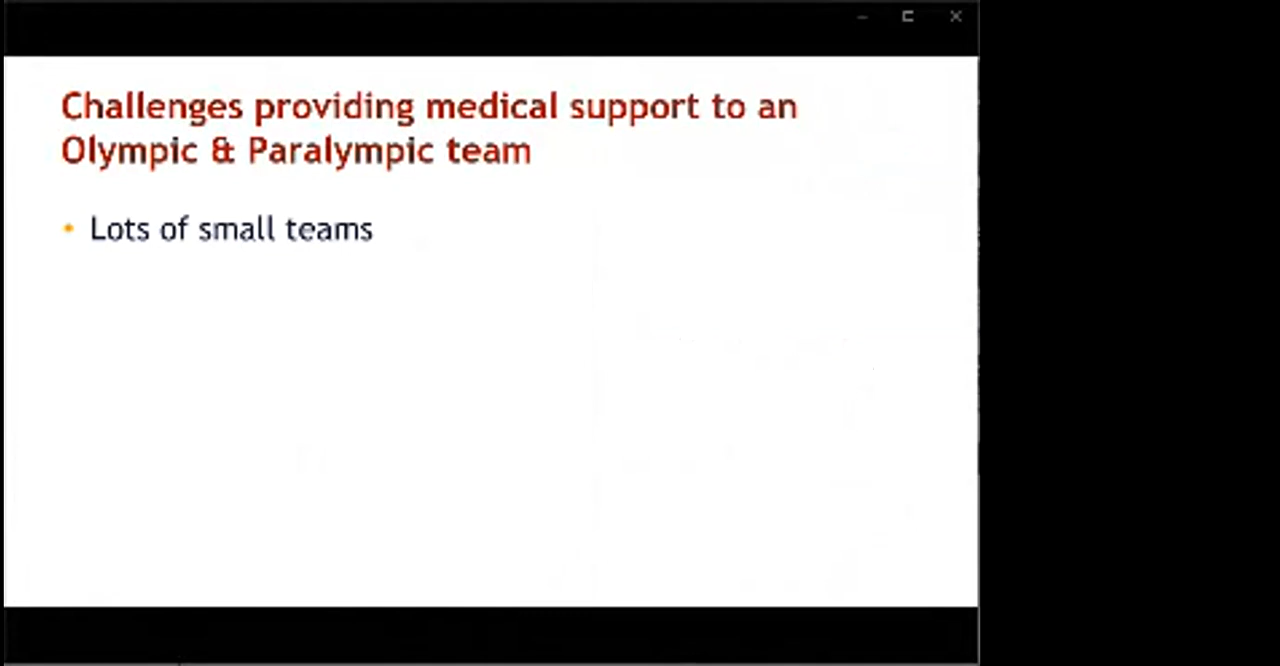 Challenges providing medical support to an
Olympic & Paralympic team
• Lots of small teams